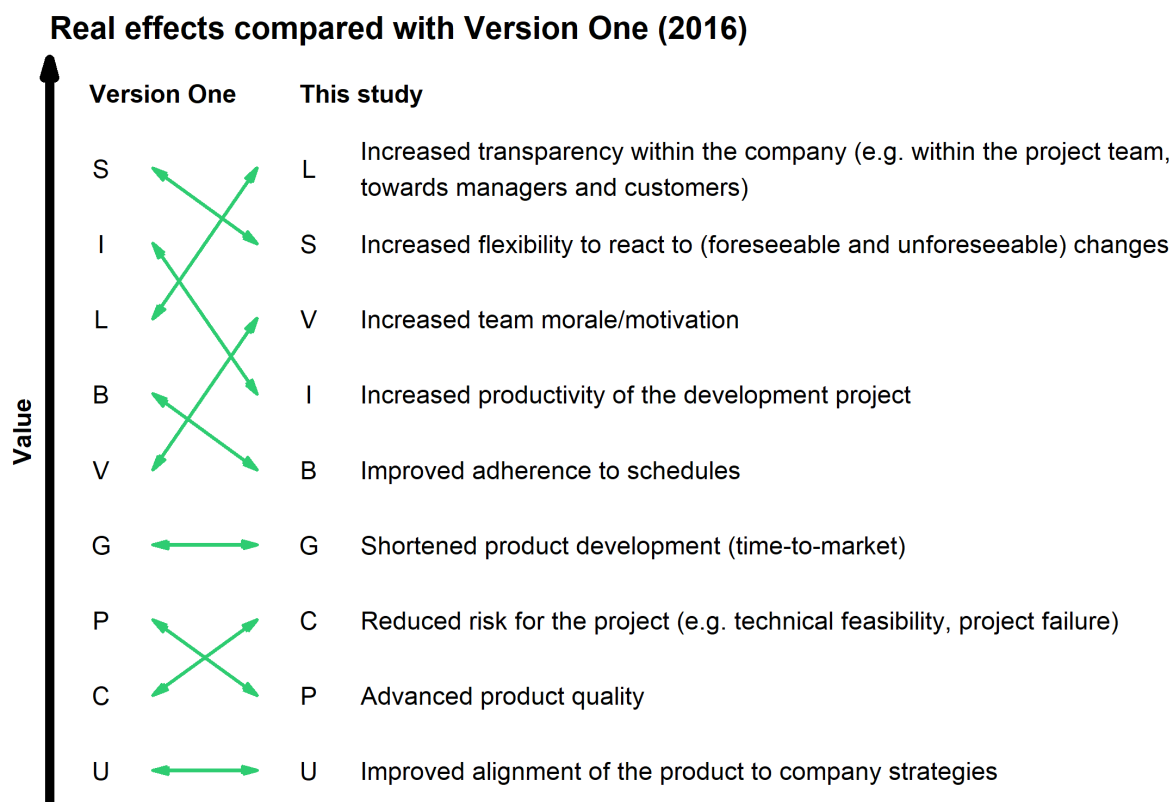 Real effects compared with Version One (2016)
Version One This study
S L Increased transparency within the company (e.g. within the project team,
towards managers and customers)
I S Increased flexibility to react to (foreseeable and unforeseeable) changes
L V Increased team morale/motivation
B I Increased productivity of the development project
V B Improved adherence to schedules
G G Shortened product development (time-to-market)
P C Reduced risk for the project (e.g. technical feasibility, project failure)
C P Advanced product quality
U U Improved alignment of the product to company strategies
Value